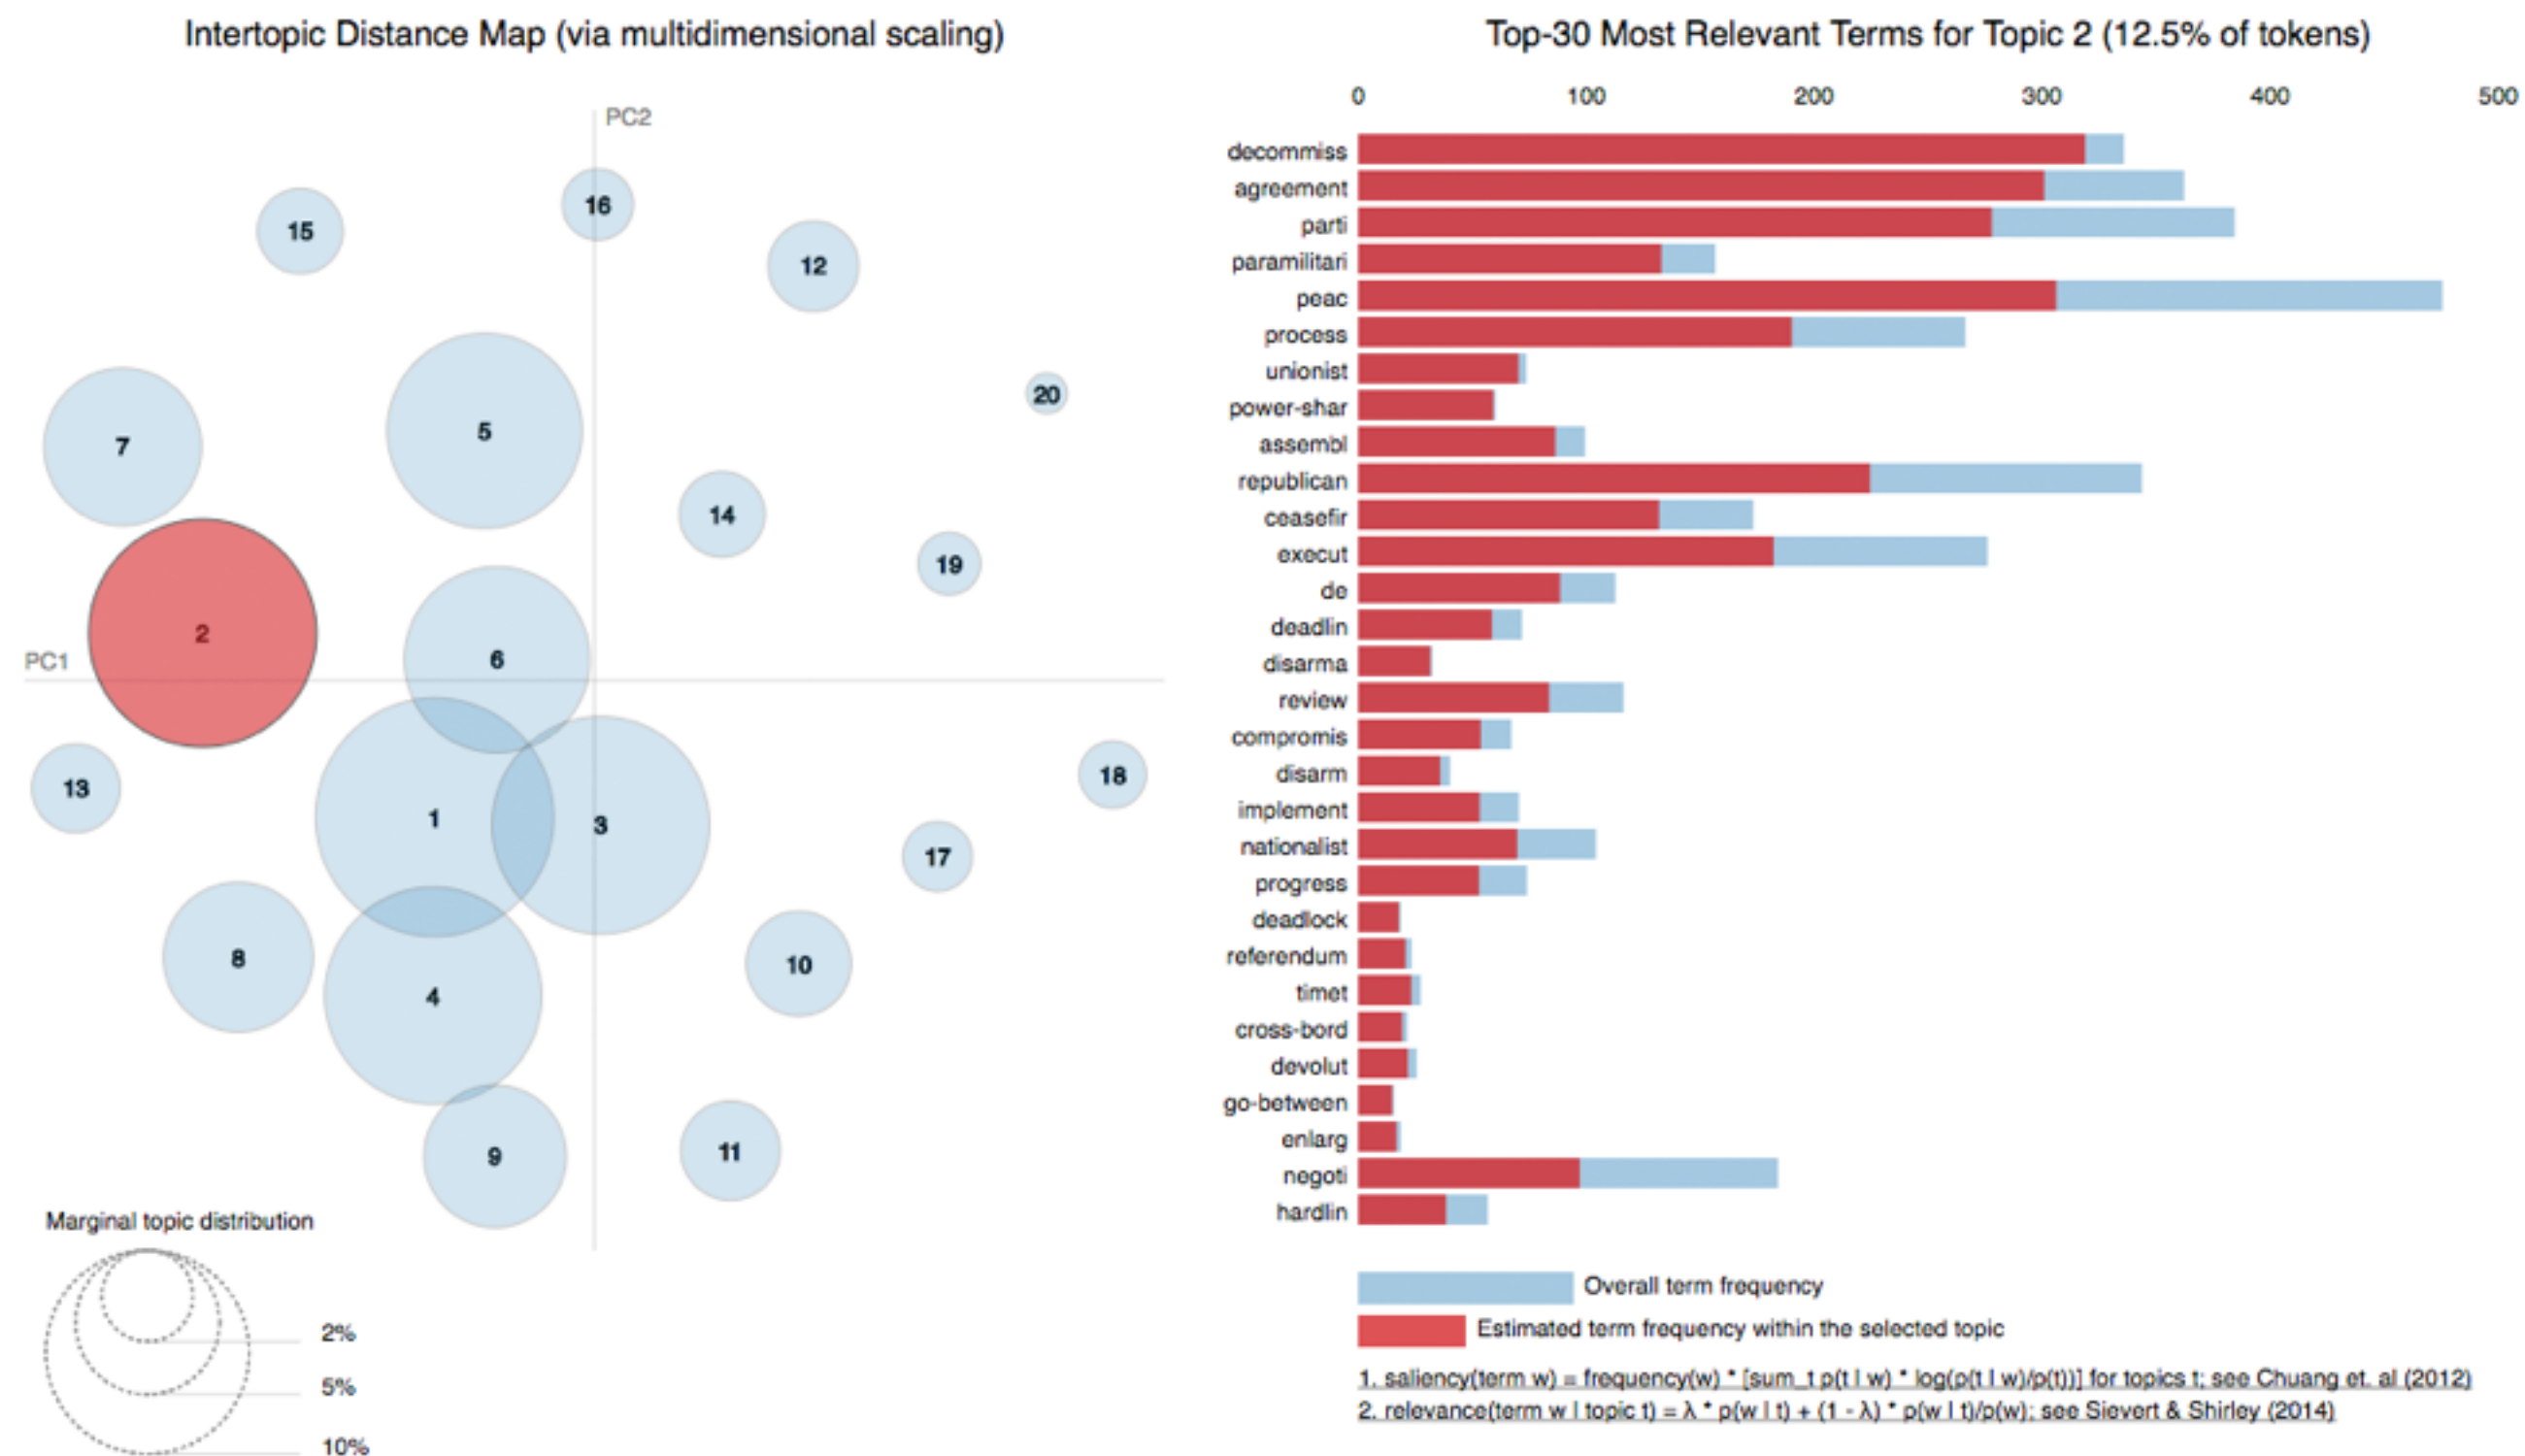 Intertopic Distance Map (via multidimensional scaling)
PC2
16
15
12
20
7
5
14
19
2
6
PC1
13
18
1
3
17
8
10
4
9
11
Marginal topic distribution
2%
5%
10%
Top-30 Most Relevant Terms for Topic 2 (12.5% of tokens)
0 100 200 300 400 500
decommiss
agreement
parti
paramilitari
peac
process
unionist
power-shar
assembl
republican
ceasefir
execut
de
deadlin
disarma
review
compromis
disarm
implement
nationalist
progress
deadlock
referendum
timet
cross-bord
devolut
go-between
enlarg
negoti
hardlin
Overall term frequency
Estimated term frequency within the selected topic
1. saliency(term w) = frequency(w) * [sum_t p(t | w) * log(p(t | w)/p(t))] for topics t; see Chuang et. al (2012)
2. relevance(term w | topic t) = λ * p(w | t) + (1 - λ) * p(w | t)/p(w); see Sievert & Shirley (2014)